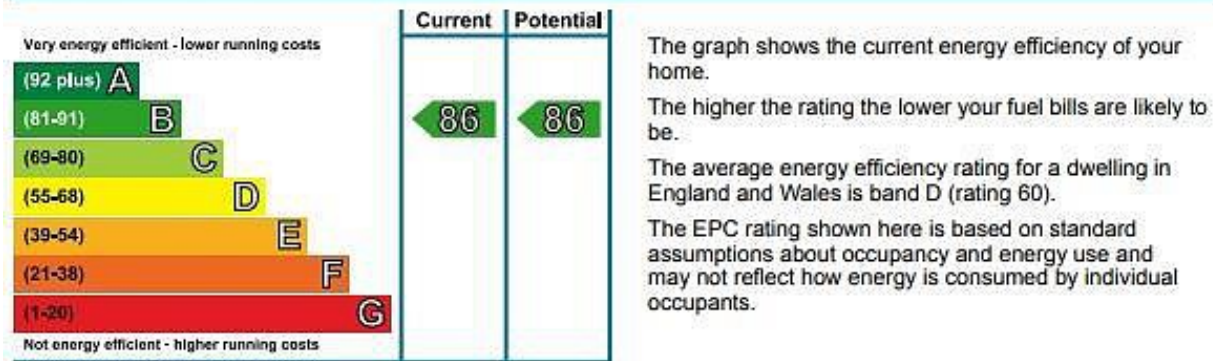 Current Potential
Very energy efficient - lower running costs
(92 plus) A
(81-91) B
86 86
(69-80) C
(55-68) D
(39-54) E
(21-38) F
(1-20) G
Not energy efficient - higher running costs
The graph shows the current energy efficiency of your
home.
The higher the rating the lower your fuel bills are likely to
be.
The average energy efficiency rating for a dwelling in
England and Wales is band D (rating 60).
The EPC rating shown here is based on standard
assumptions about occupancy and energy use and
may not reflect how energy is consumed by individual
occupants.